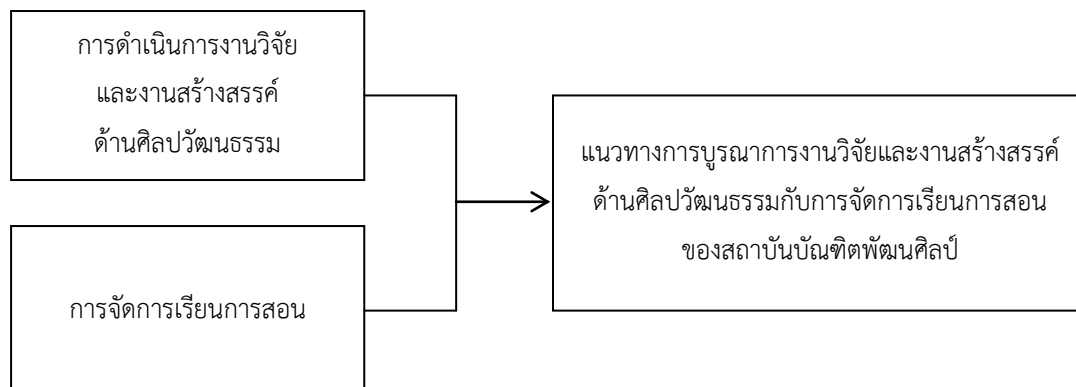 การดำเนินการงานวิจัย
และงานสร้างสรรค์
ด้านศิลปวัฒนธรรม
การจัดการเรียนการสอน
แนวทางการบูรณาการงานวิจัยและงานสร้างสรรค์
ด้านศิลปวัฒนธรรมกับการจัดการเรียนการสอน
ของสถาบันบัณฑิตพัฒนศิลป์